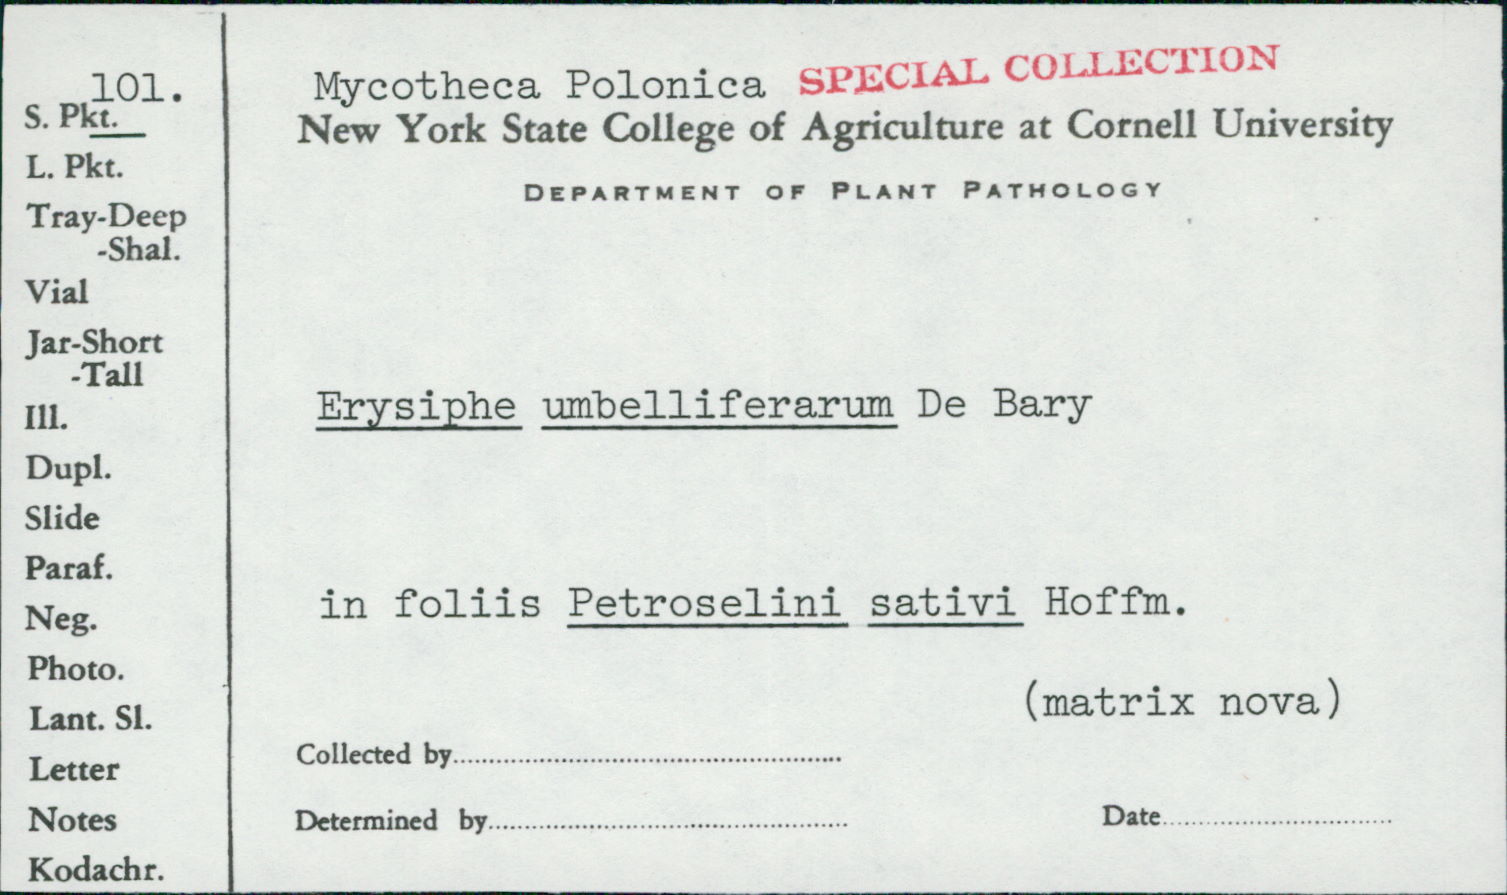 101.
S. Pkt.
L. Pkt.
Tray-Deep
-Shal.
Vial
Jar-Short
-Tall
Ill.
Dupl.
Slide
Paraf.
Neg.
Photo.
Lant. Sl.
Letter
Notes
Kodachr.
Mycotheca Polonica SPECIAL COLLECTION
New York State College of Agriculture at Cornell University
DEPARTMENT OF PLANT PATHOLOGY
Erysiphe umbelliferarum De Bary
in foliis Petroselini sativi Hoffm.
(matrix nova)
Collected by
Determined by
Date